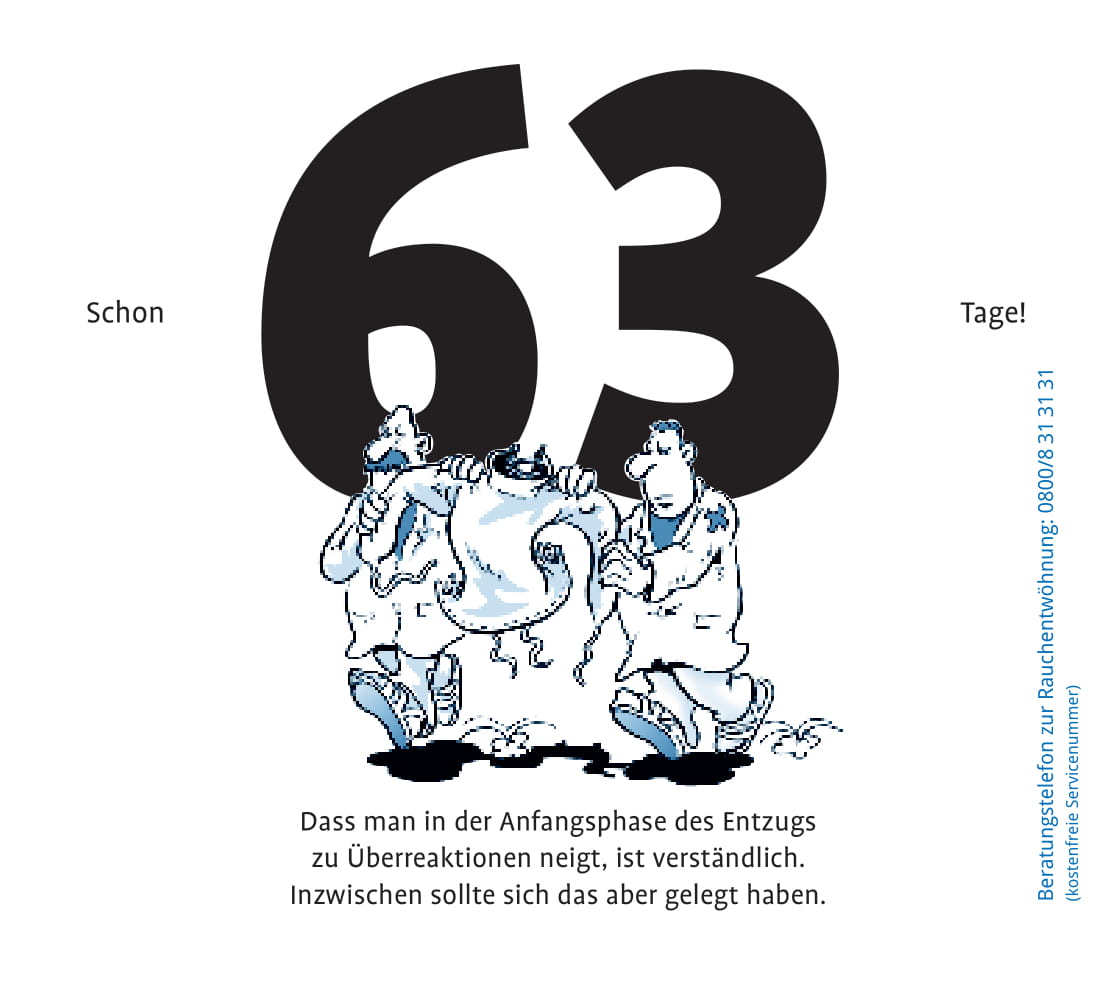 63
Schon
Tage!
Dass man in der Anfangsphase des Entzugs
zu Überreaktionen neigt, ist verständlich.
Inzwischen sollte sich das aber gelegt haben.
Beratungstelefon zur Rauchentwöhnung: 0800/8 31 31 31
(kostenfreie Servicenummer)